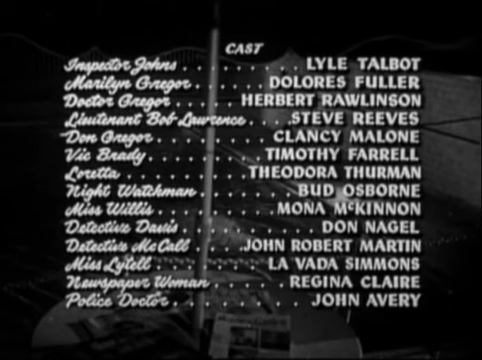 CAST
Inspector Johns . . . . . . . . . LYLE TALBOT
Marilyn Gregor . . . . . . DOLORES FULLER
Doctor Gregor . . . . . . HERBERT RAWLINSON
Lieutenant Bob Lawrence . . . . STEVE REEVES
Don Gregor . . . . . . . . . CLANCY MALONE
Vic Brady . . . . . . . . TIMOTHY FARRELL
Loretta . . . . . . . . . THEODORA THURMAN
Night Watchman . . . . . . . BUD OSBORNE
Miss Willis . . . . . . . . MONA McKINNON
Detective Davis . . . . . . . . . DON NAGEL
Detective McCall . . . . JOHN ROBERT MARTIN
Miss Lytell . . . . . . . . LA VADA SIMMONS
Newspaper Woman . . . . . . REGINA CLAIRE
Police Doctor . . . . . . . . . JOHN AVERY